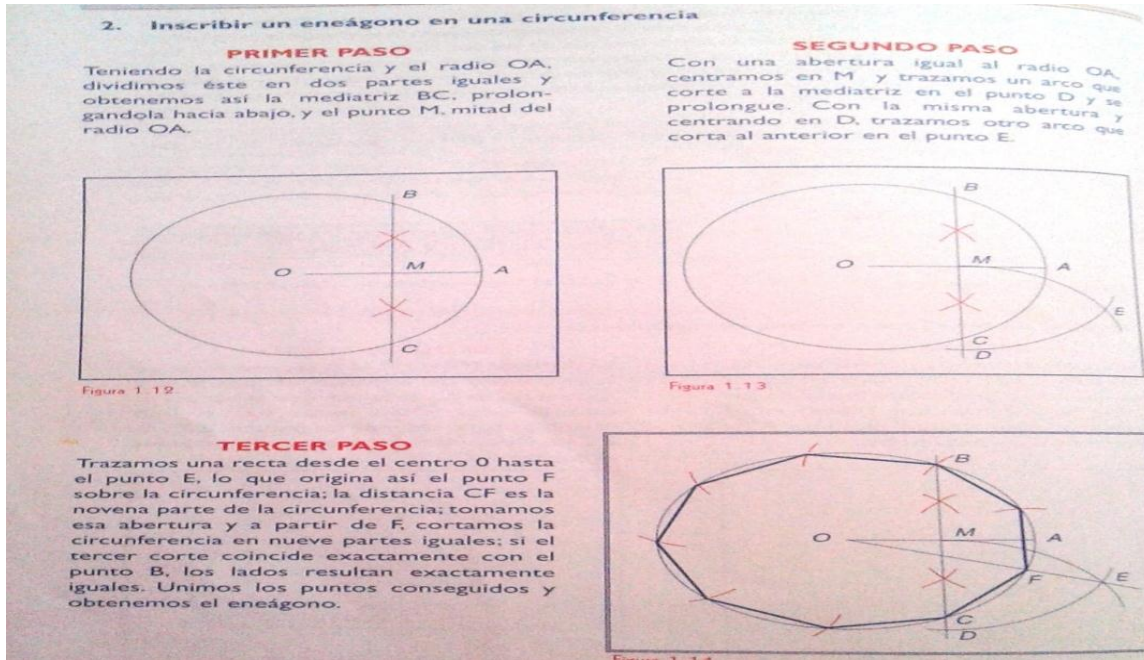 2. Inscribir un eneágono en una circunferencia
PRIMER PASO
Teniendo la circunferencia y el radio OA,
dividimos éste en dos partes iguales y
obtenemos así la mediatriz BC, prolon-
gandola hacia abajo, y el punto M, mitad del
radio OA.
SEGUNDO PASO
Con una abertura igual al radio OA,
centramos en M y trazamos un arco que
corte a la mediatriz en el punto D y se
prolongue. Con la misma abertura y
centrando en D, trazamos otro arco que
corta al anterior en el punto E.
B
O M A
C
Figura 1.12
B
O M A
E
C
D
Figura 1.13
TERCER PASO
Trazamos una recta desde el centro 0 hasta
el punto E, lo que origina así el punto F
sobre la circunferencia; la distancia CF es la
novena parte de la circunferencia; tomamos
esa abertura y a partir de F, cortamos la
circunferencia en nueve partes iguales; si el
tercer corte coincide exactamente con el
punto B, los lados resultan exactamente
iguales. Unimos los puntos conseguidos y
obtenemos el eneágono.
B
O M A
E
F
C
D